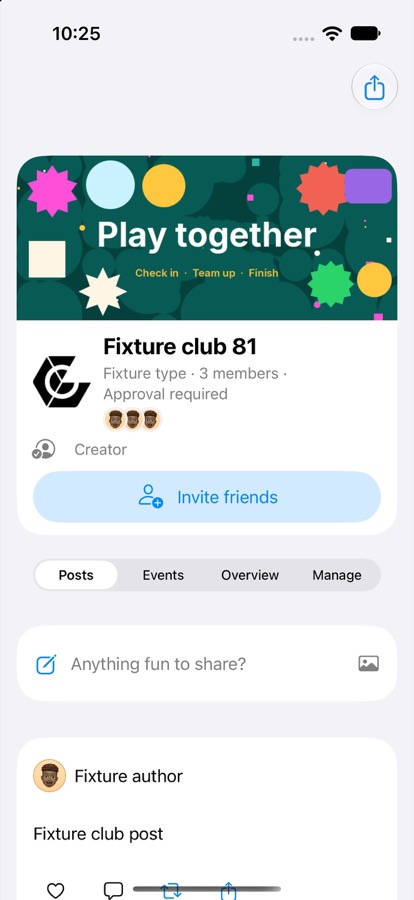 10:25
Play together
Check in · Team up · Finish
Fixture club 81
Fixture type · 3 members ·
Approval required
Creator
Invite friends
Posts
Events
Overview
Manage
Anything fun to share?
Fixture author
Fixture club post